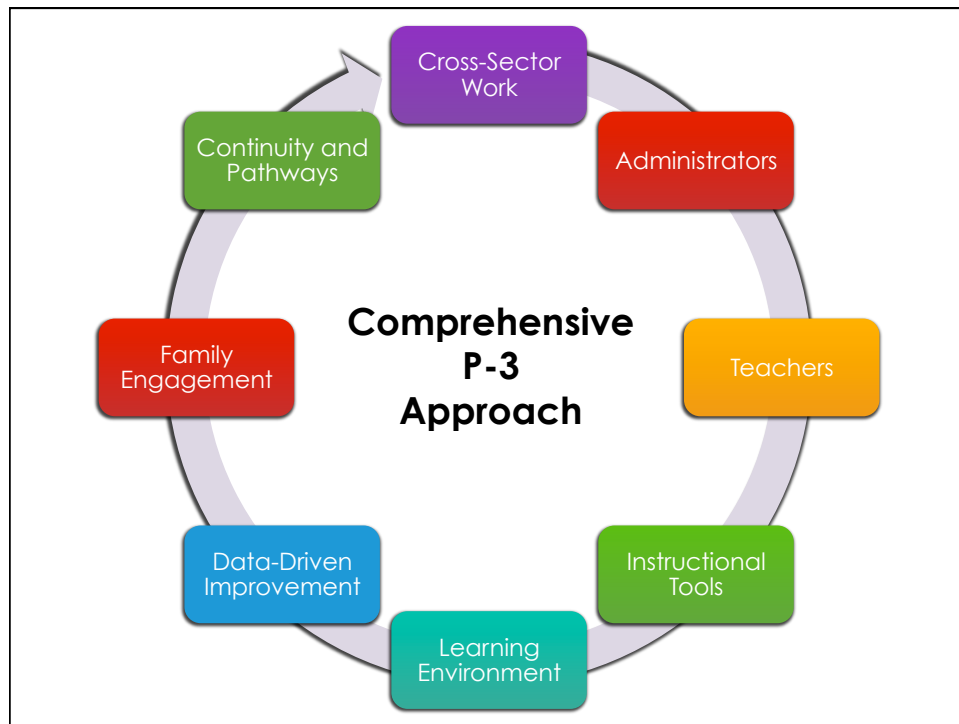 Cross-Sector
Work
Administrators
Teachers
Instructional
Tools
Learning
Environment
Data-Driven
Improvement
Family
Engagement
Continuity and
Pathways
Comprehensive
P-3
Approach